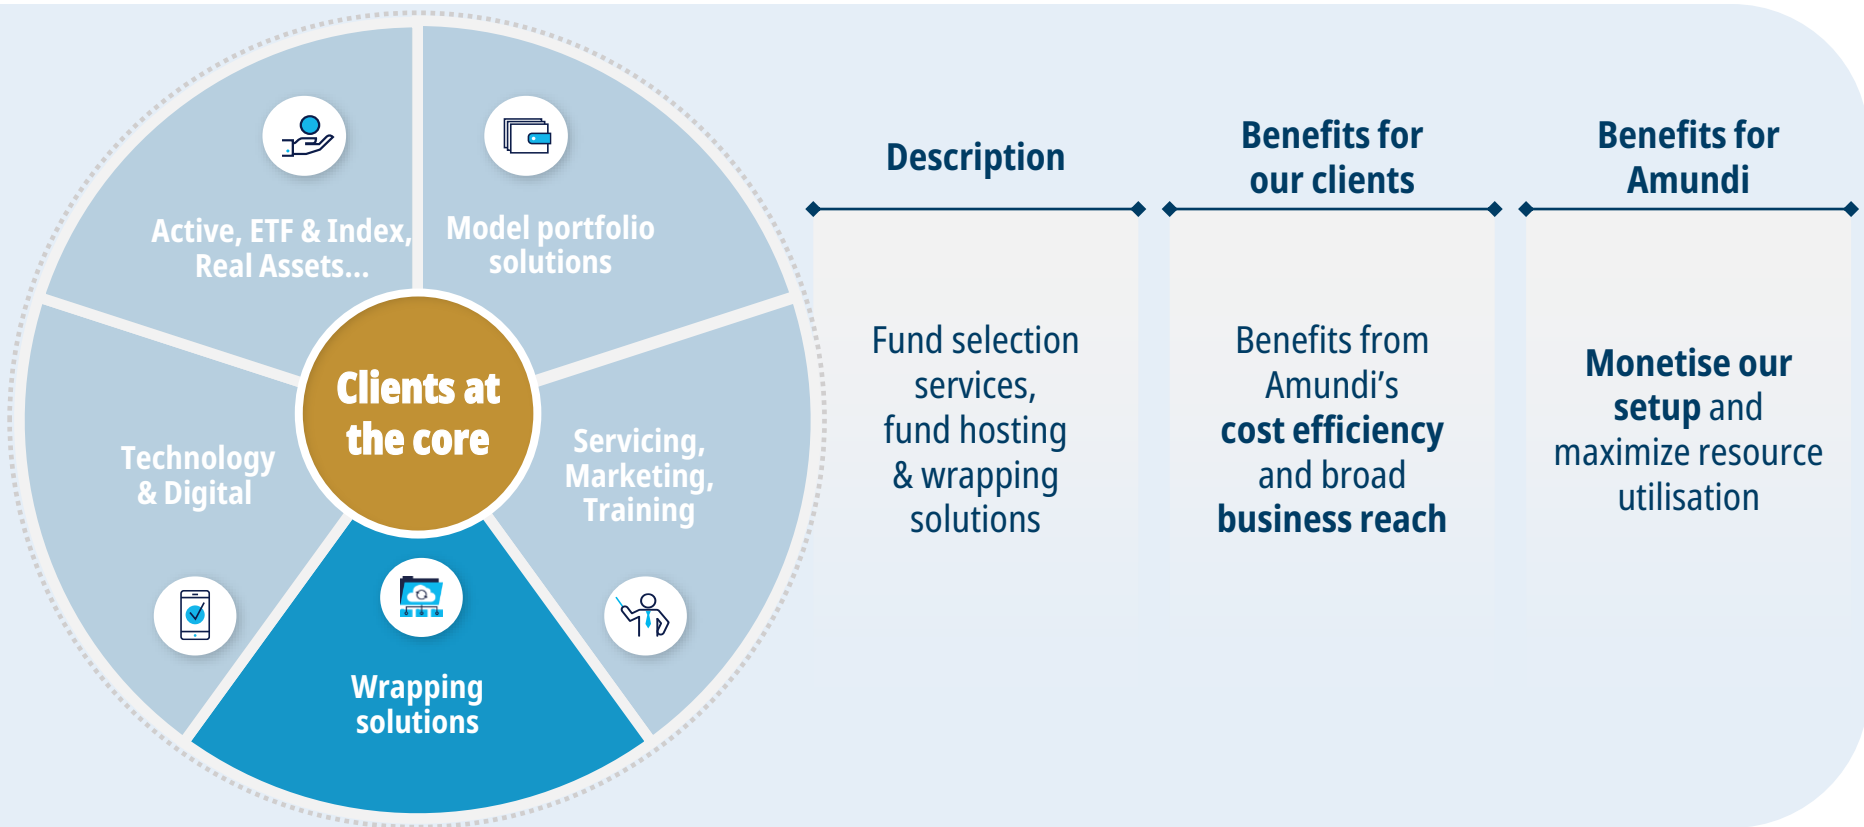 Active, ETF & Index,
Real Assets...
Model portfolio
solutions
Clients at
the core
Technology
& Digital
Servicing,
Marketing,
Training
Wrapping
solutions
Description
Fund selection
services,
fund hosting
& wrapping
solutions
Benefits for
our clients
Benefits from
Amundi’s
cost efficiency
and broad
business reach
Benefits for
Amundi
Monetise our
setup and
maximize resource
utilisation